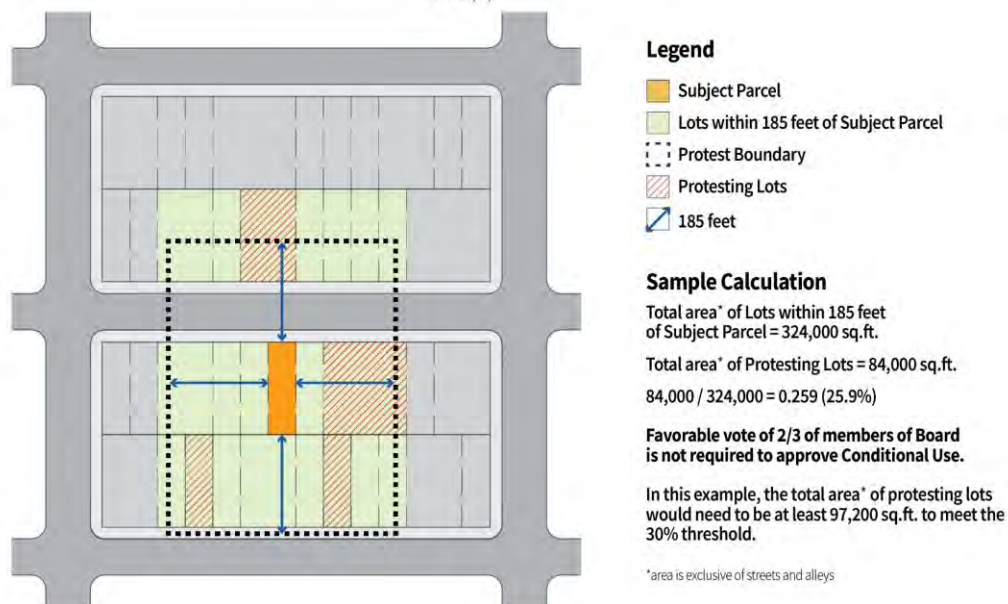 Legend
Subject Parcel
Lots within 185 feet of Subject Parcel
Protest Boundary
Protesting Lots
185 feet
Sample Calculation
Total area* of Lots within 185 feet
of Subject Parcel = 324,000 sq.ft.
Total area* of Protesting Lots = 84,000 sq.ft.
84,000 / 324,000 = 0.259 (25.9%)
Favorable vote of 2/3 of members of Board
is not required to approve Conditional Use.
In this example, the total area* of protesting lots
would need to be at least 97,200 sq.ft. to meet the
30% threshold.
*area is exclusive of streets and alleys